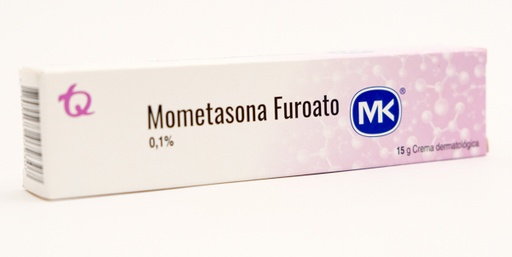 Mometasona Furoato
MK®
0,1%
15 g Crema dermatológica